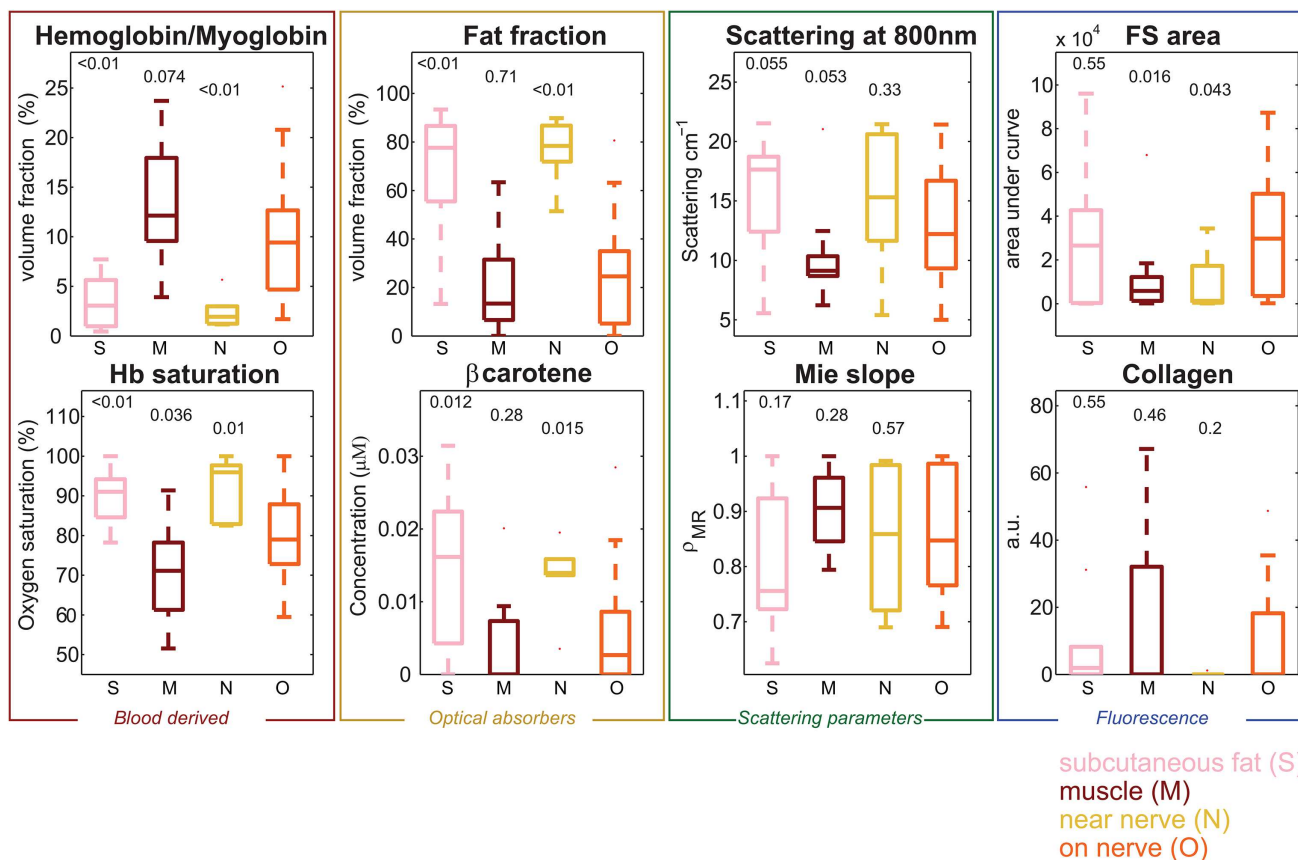 Hemoglobin/Myoglobin
volume fraction (%)
25
20
15
10
5
0
<0.01
0.074
<0.01
S M N O
Fat fraction
volume fraction (%)
100
80
60
40
20
0
<0.01
0.71
<0.01
S M N O
Scattering at 800nm
Scattering cm⁻¹
25
20
15
10
5
0.055
0.053
0.33
S M N O
FS area
x 10⁴
area under curve
10
8
6
4
2
0
0.55
0.016
0.043
S M N O
Hb saturation
Oxygen saturation (%)
110
100
90
80
70
60
50
<0.01
0.036
0.01
S M N O
Blood derived
βcarotene
Concentration (μM)
0.03
0.02
0.01
0
0.012
0.28
0.015
S M N O
Optical absorbers
Mie slope
ρMR
1.1
1
0.9
0.8
0.7
0.17
0.28
0.57
S M N O
Scattering parameters
Collagen
a.u.
80
60
40
20
0
0.55
0.46
0.2
S M N O
Fluorescence
subcutaneous fat (S)
muscle (M)
near nerve (N)
on nerve (O)